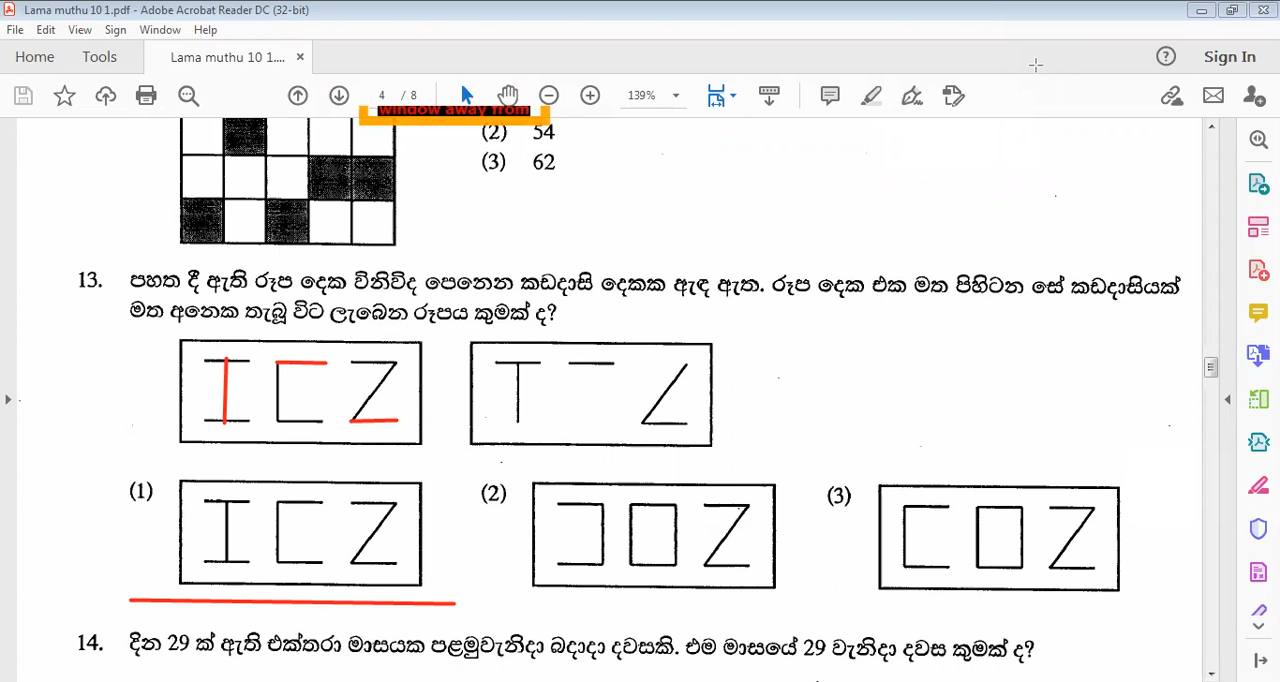 Lama muthu 10 1.pdf - Adobe Acrobat Reader DC (32-bit)
File Edit View Sign Window Help
Home Tools Lama muthu 10 1.... × Sign In
4 / 8 139%
window away from
(2) 54
(3) 62
13. පහත දී ඇති රූප දෙක විනිවිද පෙනෙන කඩදාසි දෙකක ඇඳ ඇත. රූප දෙක එක මත පිහිටන සේ කඩදාසියක්
මත අනෙක තැබූ විට ලැබෙන රූපය කුමක් ද?
I C Z T — Z
(1) I C Z (2) ⊐ O Z (3) C O Z
14. දින 29 ක් ඇති එක්තරා මාසයක පළමුවැනිදා බදාදා දවසකි. එම මාසයේ 29 වැනිදා දවස කුමක් ද?